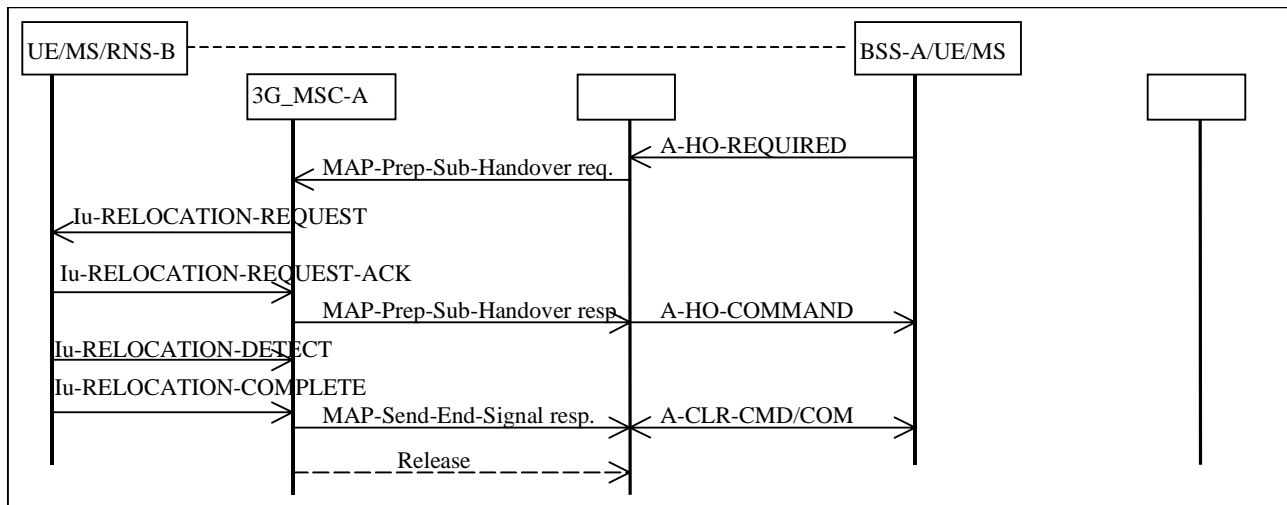 UE/MS/RNS-B
BSS-A/UE/MS
3G_MSC-A
A-HO-REQUIRED
MAP-Prep-Sub-Handover req.
Iu-RELOCATION-REQUEST
Iu-RELOCATION-REQUEST-ACK
MAP-Prep-Sub-Handover resp
A-HO-COMMAND
Iu-RELOCATION-DETECT
Iu-RELOCATION-COMPLETE
MAP-Send-End-Signal resp.
A-CLR-CMD/COM
Release